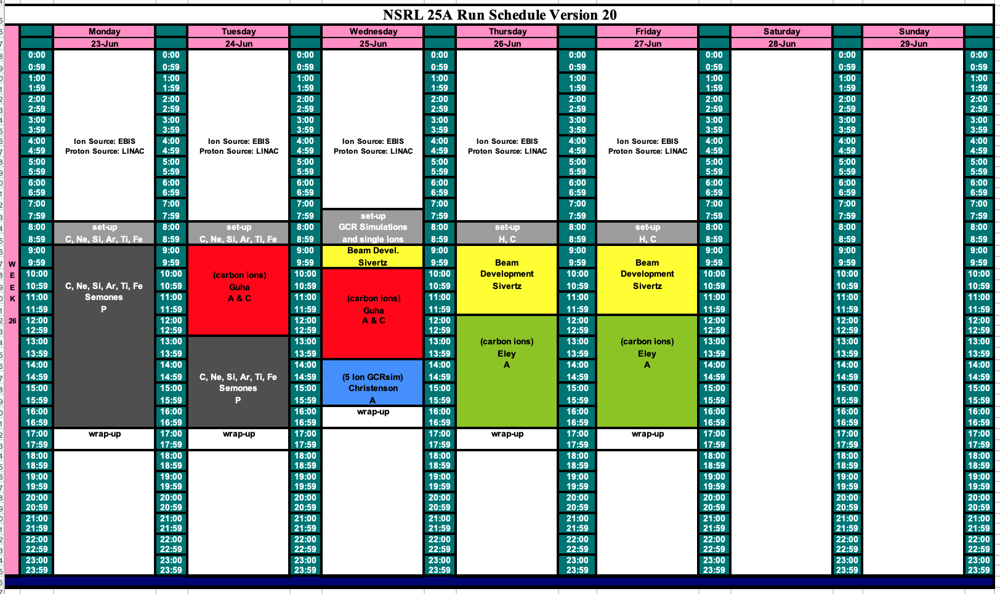 NSRL 25A Run Schedule Version 20
Monday Tuesday Wednesday Thursday Friday Saturday Sunday
23-Jun 24-Jun 25-Jun 26-Jun 27-Jun 28-Jun 29-Jun
0:00 0:00 0:00 0:00 0:00 0:00 0:00 0:00
0:59 0:59 0:59 0:59 0:59 0:59 0:59 0:59
1:00 1:00 1:00 1:00 1:00 1:00 1:00 1:00
1:59 1:59 1:59 1:59 1:59 1:59 1:59 1:59
2:00 2:00 2:00 2:00 2:00 2:00 2:00 2:00
2:59 2:59 2:59 2:59 2:59 2:59 2:59 2:59
3:00 3:00 3:00 3:00 3:00 3:00 3:00 3:00
3:59 3:59 3:59 3:59 3:59 3:59 3:59 3:59
4:00 Ion Source: EBIS 4:00 Ion Source: EBIS 4:00 Ion Source: EBIS 4:00 Ion Source: EBIS 4:00 Ion Source: EBIS 4:00 4:00 4:00
4:59 Proton Source: LINAC 4:59 Proton Source: LINAC 4:59 Proton Source: LINAC 4:59 Proton Source: LINAC 4:59 Proton Source: LINAC 4:59 4:59 4:59
5:00 5:00 5:00 5:00 5:00 5:00 5:00 5:00
5:59 5:59 5:59 5:59 5:59 5:59 5:59 5:59
6:00 6:00 6:00 6:00 6:00 6:00 6:00 6:00
6:59 6:59 6:59 6:59 6:59 6:59 6:59 6:59
7:00 7:00 7:00 7:00 7:00 7:00 7:00 7:00
7:59 7:59 7:59 set-up 7:59 7:59 7:59 7:59 7:59
8:00 set-up 8:00 set-up 8:00 GCR Simulations 8:00 set-up 8:00 set-up 8:00 8:00 8:00
8:59 C, Ne, Si, Ar, Ti, Fe 8:59 C, Ne, Si, Ar, Ti, Fe 8:59 and single ions 8:59 H, C 8:59 H, C 8:59 8:59 8:59
9:00 9:00 9:00 Beam Devel. 9:00 9:00 9:00 9:00 9:00
W 9:59 9:59 9:59 Sivertz 9:59 Beam 9:59 Beam 9:59 9:59 9:59
E 10:00 10:00 (carbon ions) 10:00 10:00 Development 10:00 Development 10:00 10:00 10:00
E 10:59 C, Ne, Si, Ar, Ti, Fe 10:59 Guha 10:59 10:59 Sivertz 10:59 Sivertz 10:59 10:59 10:59
K 11:00 Semones 11:00 A & C 11:00 (carbon ions) 11:00 11:00 11:00 11:00 11:00
11:59 P 11:59 11:59 Guha 11:59 11:59 11:59 11:59 11:59
26 12:00 12:00 12:00 A & C 12:00 12:00 12:00 12:00 12:00
12:59 12:59 12:59 12:59 12:59 12:59 12:59 12:59
13:00 13:00 13:00 13:00 (carbon ions) 13:00 (carbon ions) 13:00 13:00 13:00
13:59 13:59 13:59 13:59 Eley 13:59 Eley 13:59 13:59 13:59
14:00 14:00 14:00 14:00 A 14:00 A 14:00 14:00 14:00
14:59 14:59 C, Ne, Si, Ar, Ti, Fe 14:59 (5 Ion GCRsim) 14:59 14:59 14:59 14:59 14:59
15:00 15:00 Semones 15:00 Christenson 15:00 15:00 15:00 15:00 15:00
15:59 15:59 P 15:59 A 15:59 15:59 15:59 15:59 15:59
16:00 16:00 16:00 wrap-up 16:00 16:00 16:00 16:00 16:00
16:59 16:59 16:59 16:59 16:59 16:59 16:59 16:59
17:00 wrap-up 17:00 wrap-up 17:00 17:00 wrap-up 17:00 wrap-up 17:00 17:00 17:00
17:59 17:59 17:59 17:59 17:59 17:59 17:59 17:59
18:00 18:00 18:00 18:00 18:00 18:00 18:00 18:00
18:59 18:59 18:59 18:59 18:59 18:59 18:59 18:59
19:00 19:00 19:00 19:00 19:00 19:00 19:00 19:00
19:59 19:59 19:59 19:59 19:59 19:59 19:59 19:59
20:00 20:00 20:00 20:00 20:00 20:00 20:00 20:00
20:59 20:59 20:59 20:59 20:59 20:59 20:59 20:59
21:00 21:00 21:00 21:00 21:00 21:00 21:00 21:00
21:59 21:59 21:59 21:59 21:59 21:59 21:59 21:59
22:00 22:00 22:00 22:00 22:00 22:00 22:00 22:00
22:59 22:59 22:59 22:59 22:59 22:59 22:59 22:59
23:00 23:00 23:00 23:00 23:00 23:00 23:00 23:00
23:59 23:59 23:59 23:59 23:59 23:59 23:59 23:59